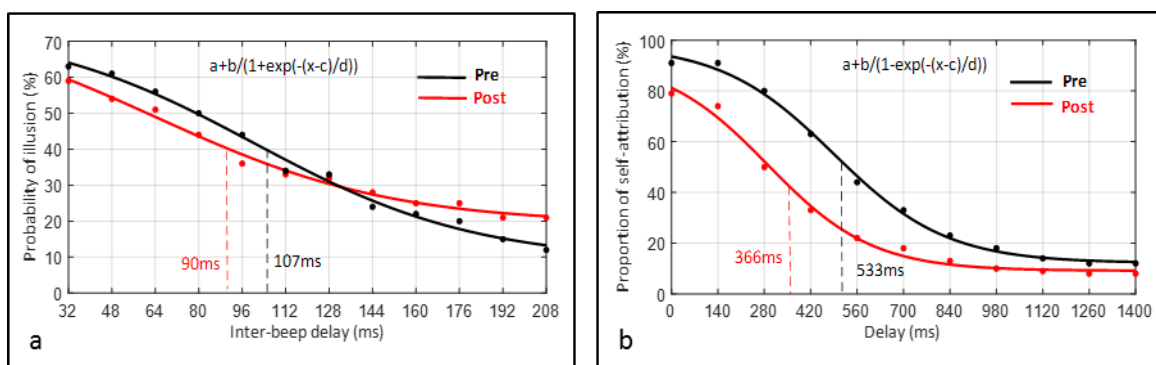 a+b/(1+exp(-(x-c)/d))
Pre
Post
Probability of illusion (%)
70
60
50
40
30
20
10
0
90ms
107ms
32 48 64 80 96 112 128 144 160 176 192 208
Inter-beep delay (ms)
a
a+b/(1-exp(-(x-c)/d))
Pre
Post
Proportion of self-attribution (%)
100
80
60
40
20
0
366ms
533ms
0 140 280 420 560 700 840 980 1120 1260 1400
Delay (ms)
b